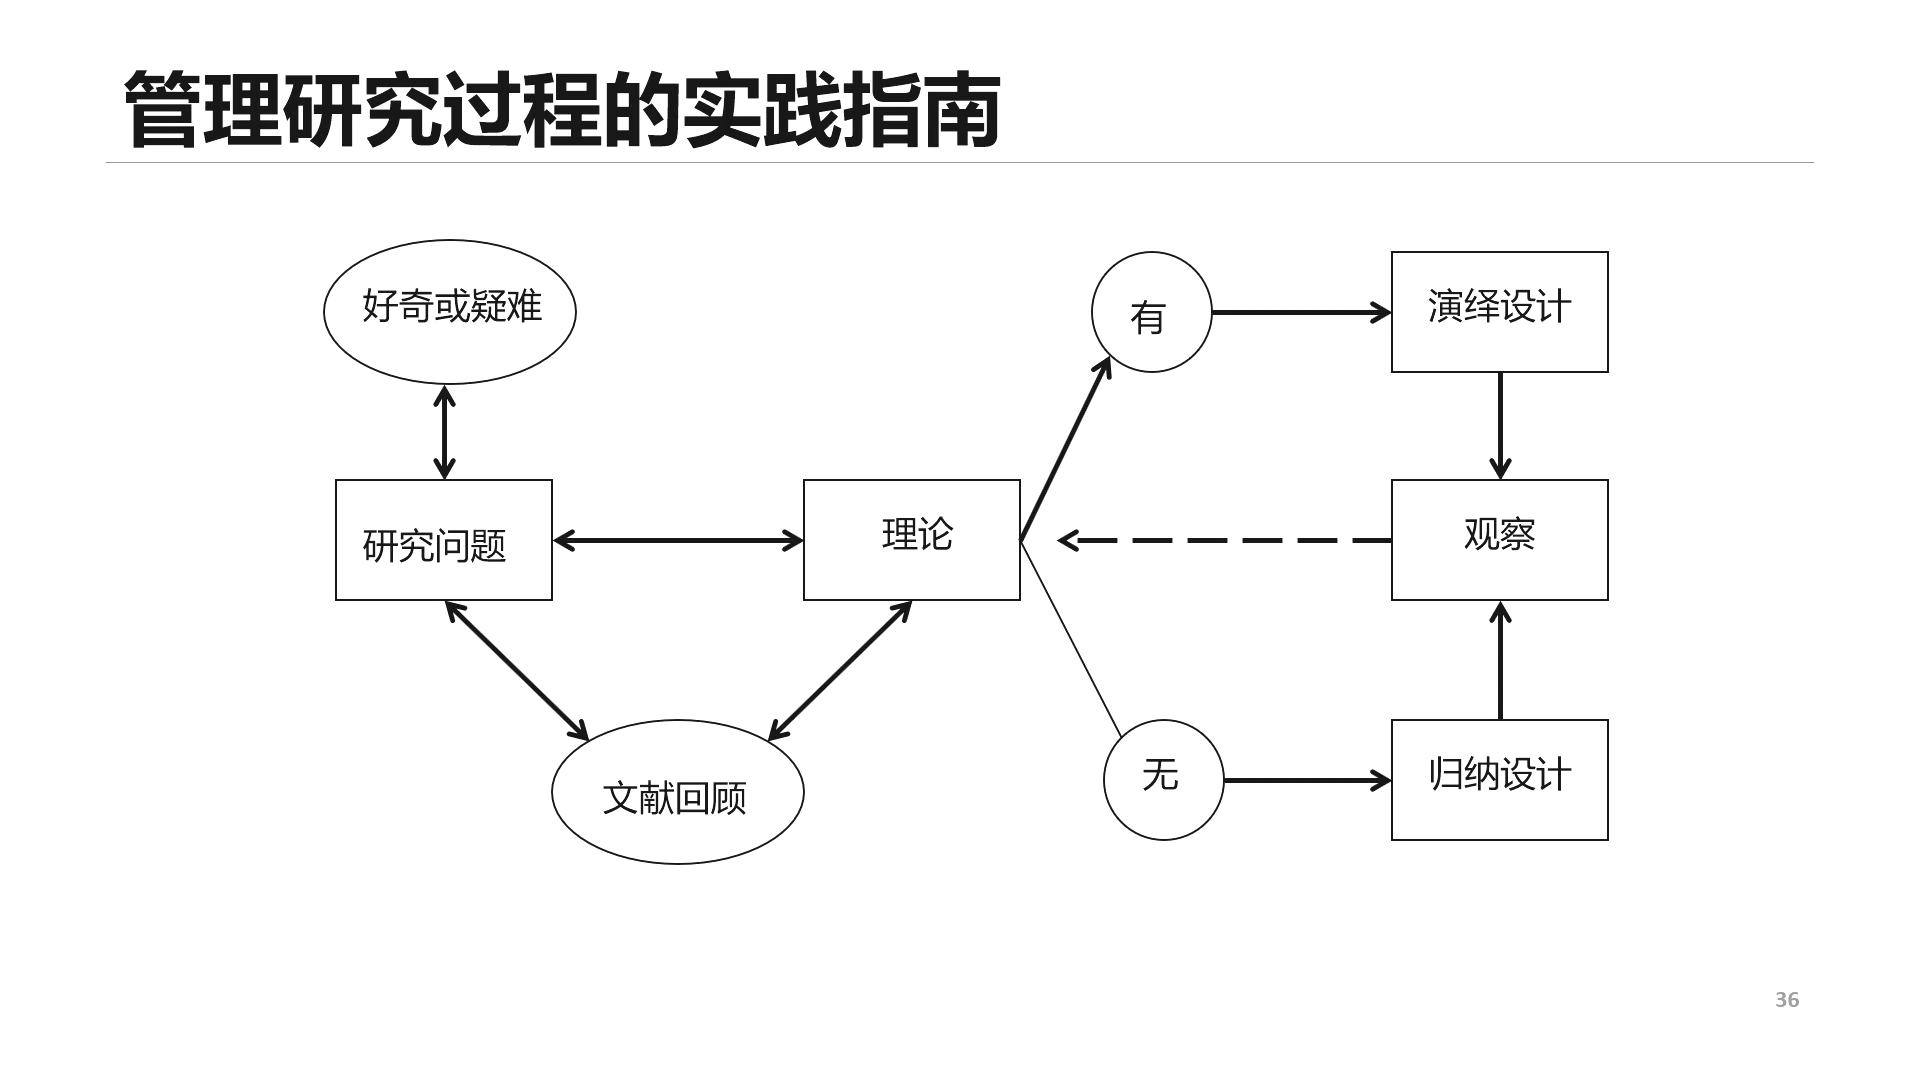 管理研究过程的实践指南
好奇或疑难
有
演绎设计
研究问题
理论
观察
文献回顾
无
归纳设计
36